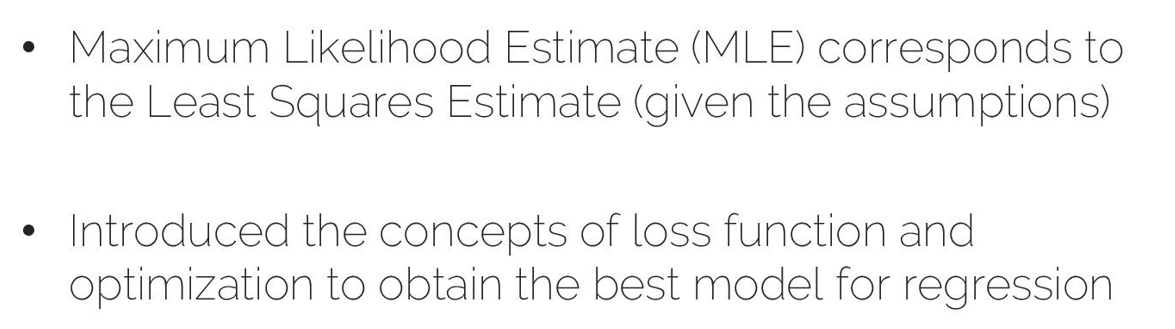 • Maximum Likelihood Estimate (MLE) corresponds to
the Least Squares Estimate (given the assumptions)
• Introduced the concepts of loss function and
optimization to obtain the best model for regression